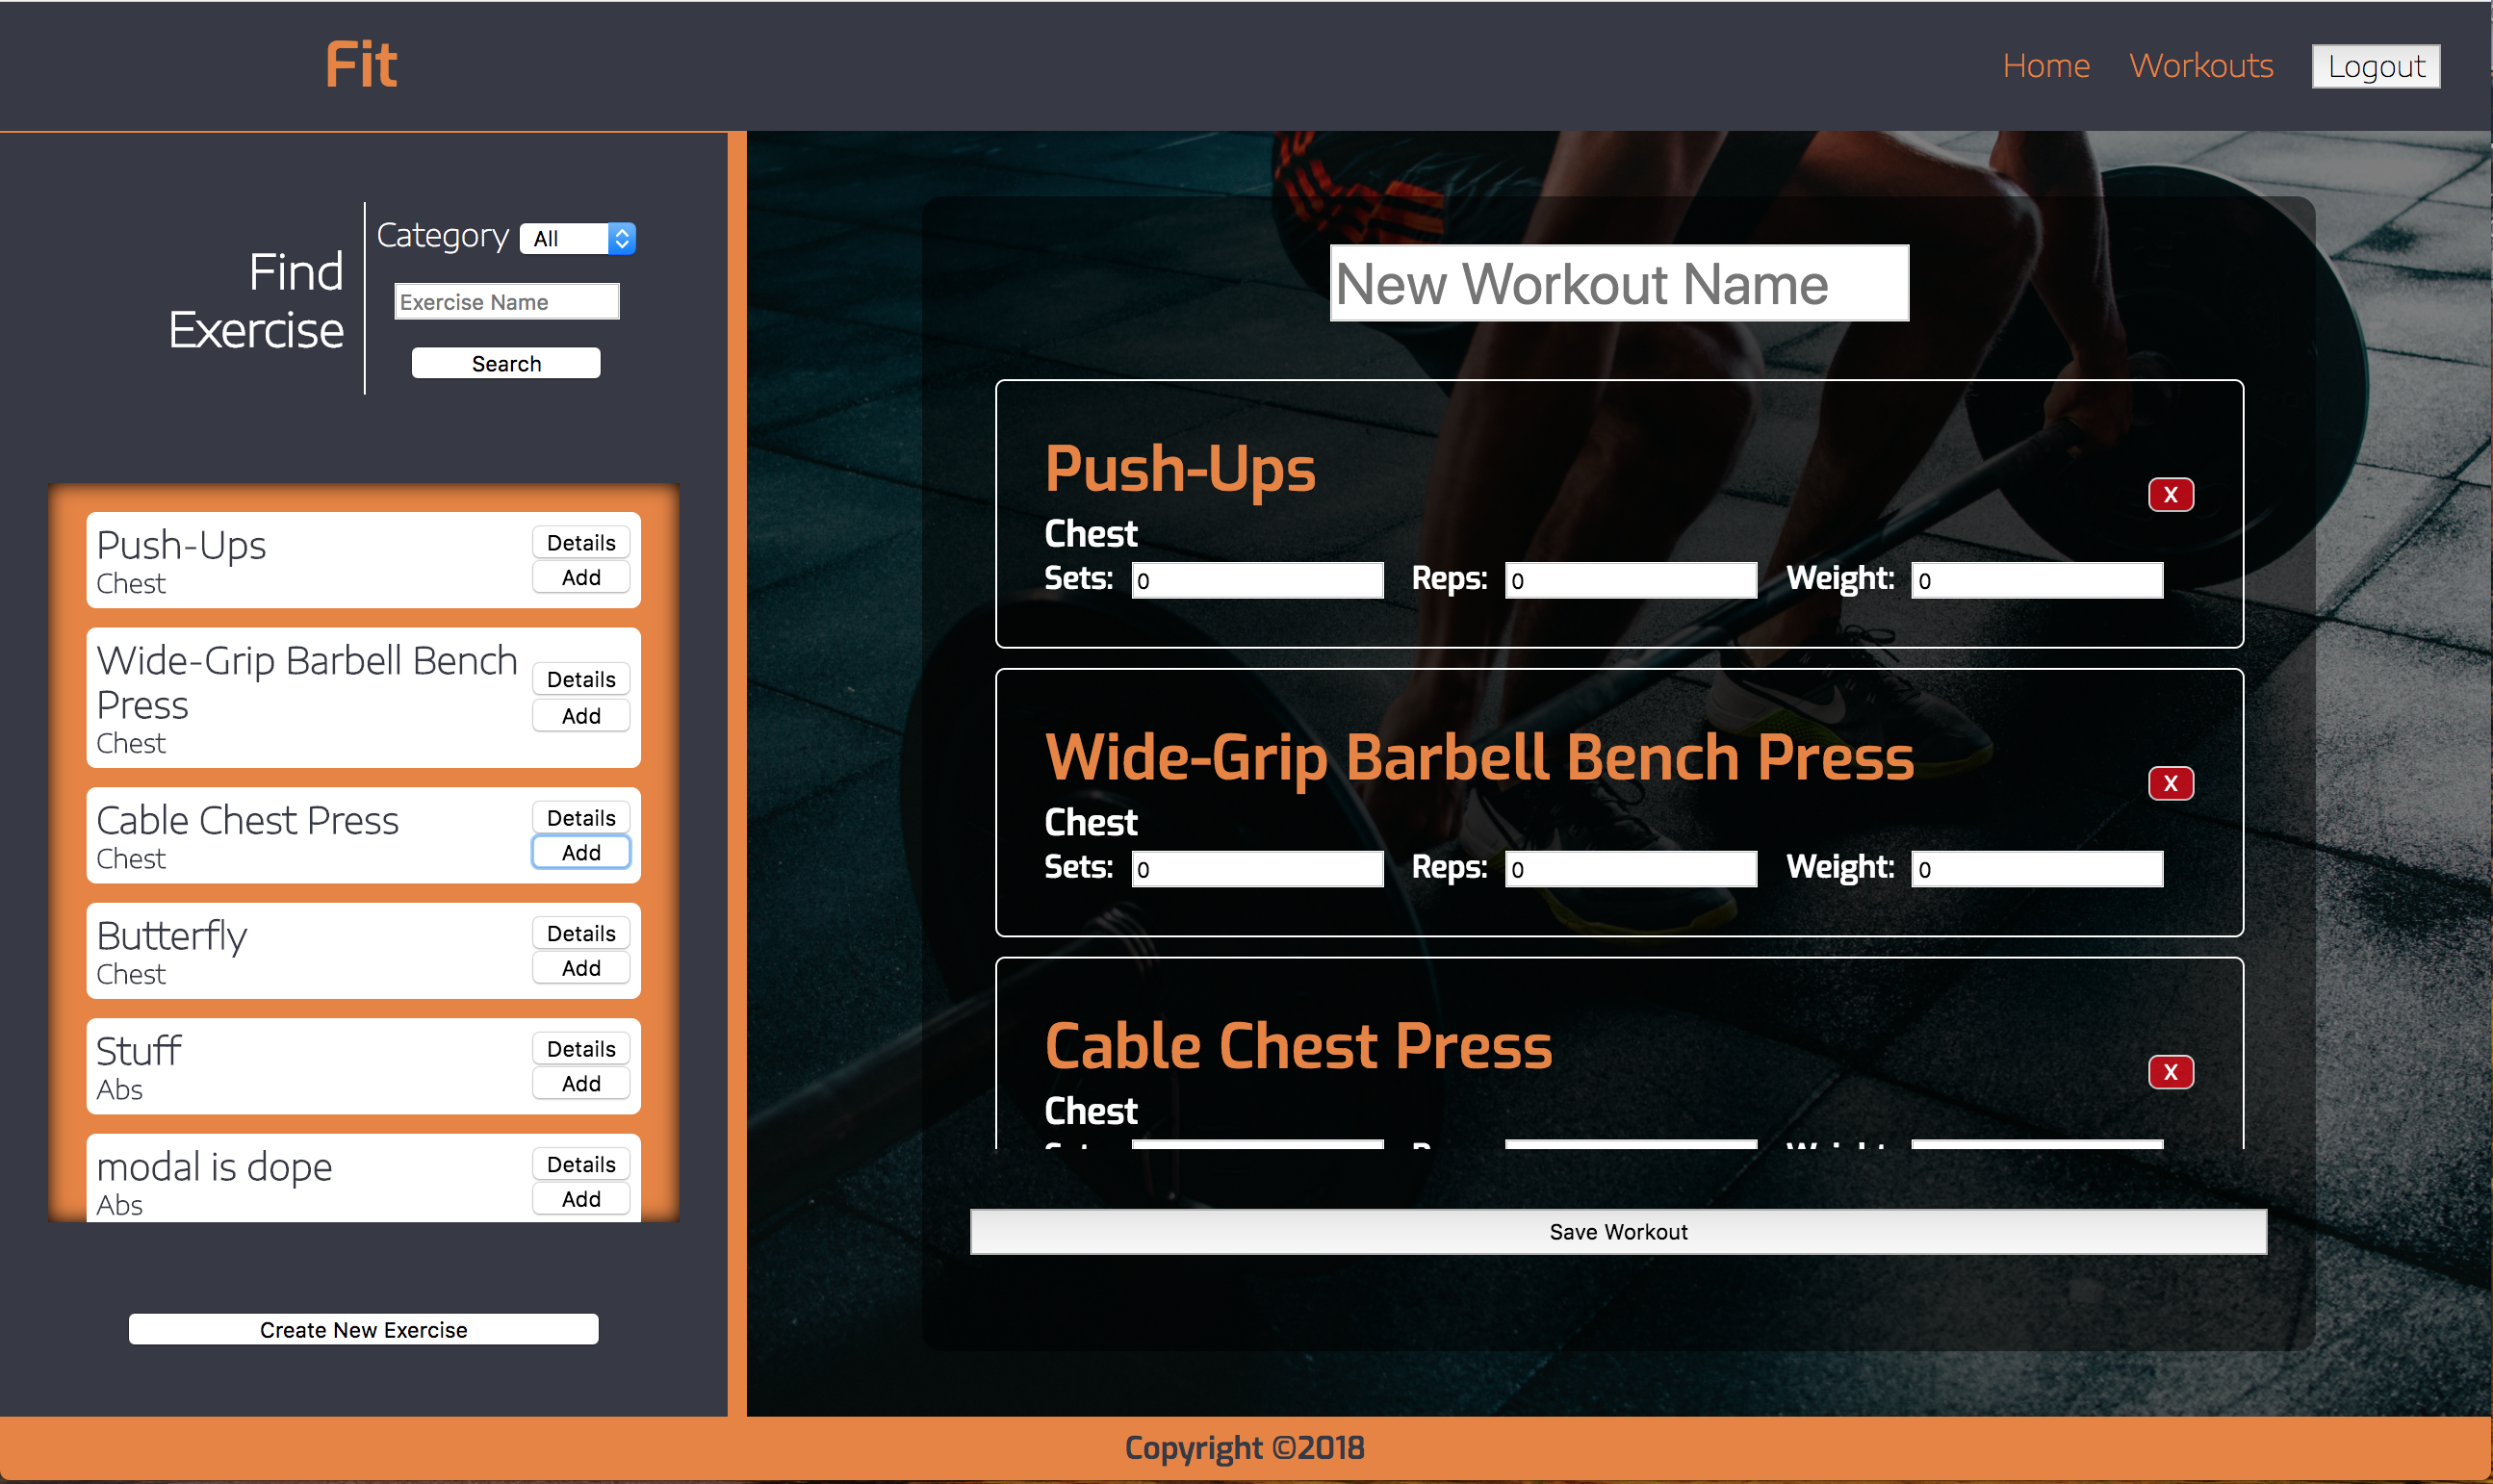 Fit
Home Workouts Logout
Find
Exercise
Category All
Exercise Name
Search
Push-Ups
Chest
Details
Add
Wide-Grip Barbell Bench
Press
Chest
Details
Add
Cable Chest Press
Chest
Details
Add
Butterfly
Chest
Details
Add
Stuff
Abs
Details
Add
modal is dope
Abs
Details
Add
Create New Exercise
New Workout Name
Push-Ups
X
Chest
Sets: 0 Reps: 0 Weight: 0
Wide-Grip Barbell Bench Press
X
Chest
Sets: 0 Reps: 0 Weight: 0
Cable Chest Press
X
Chest
Save Workout
Copyright ©2018